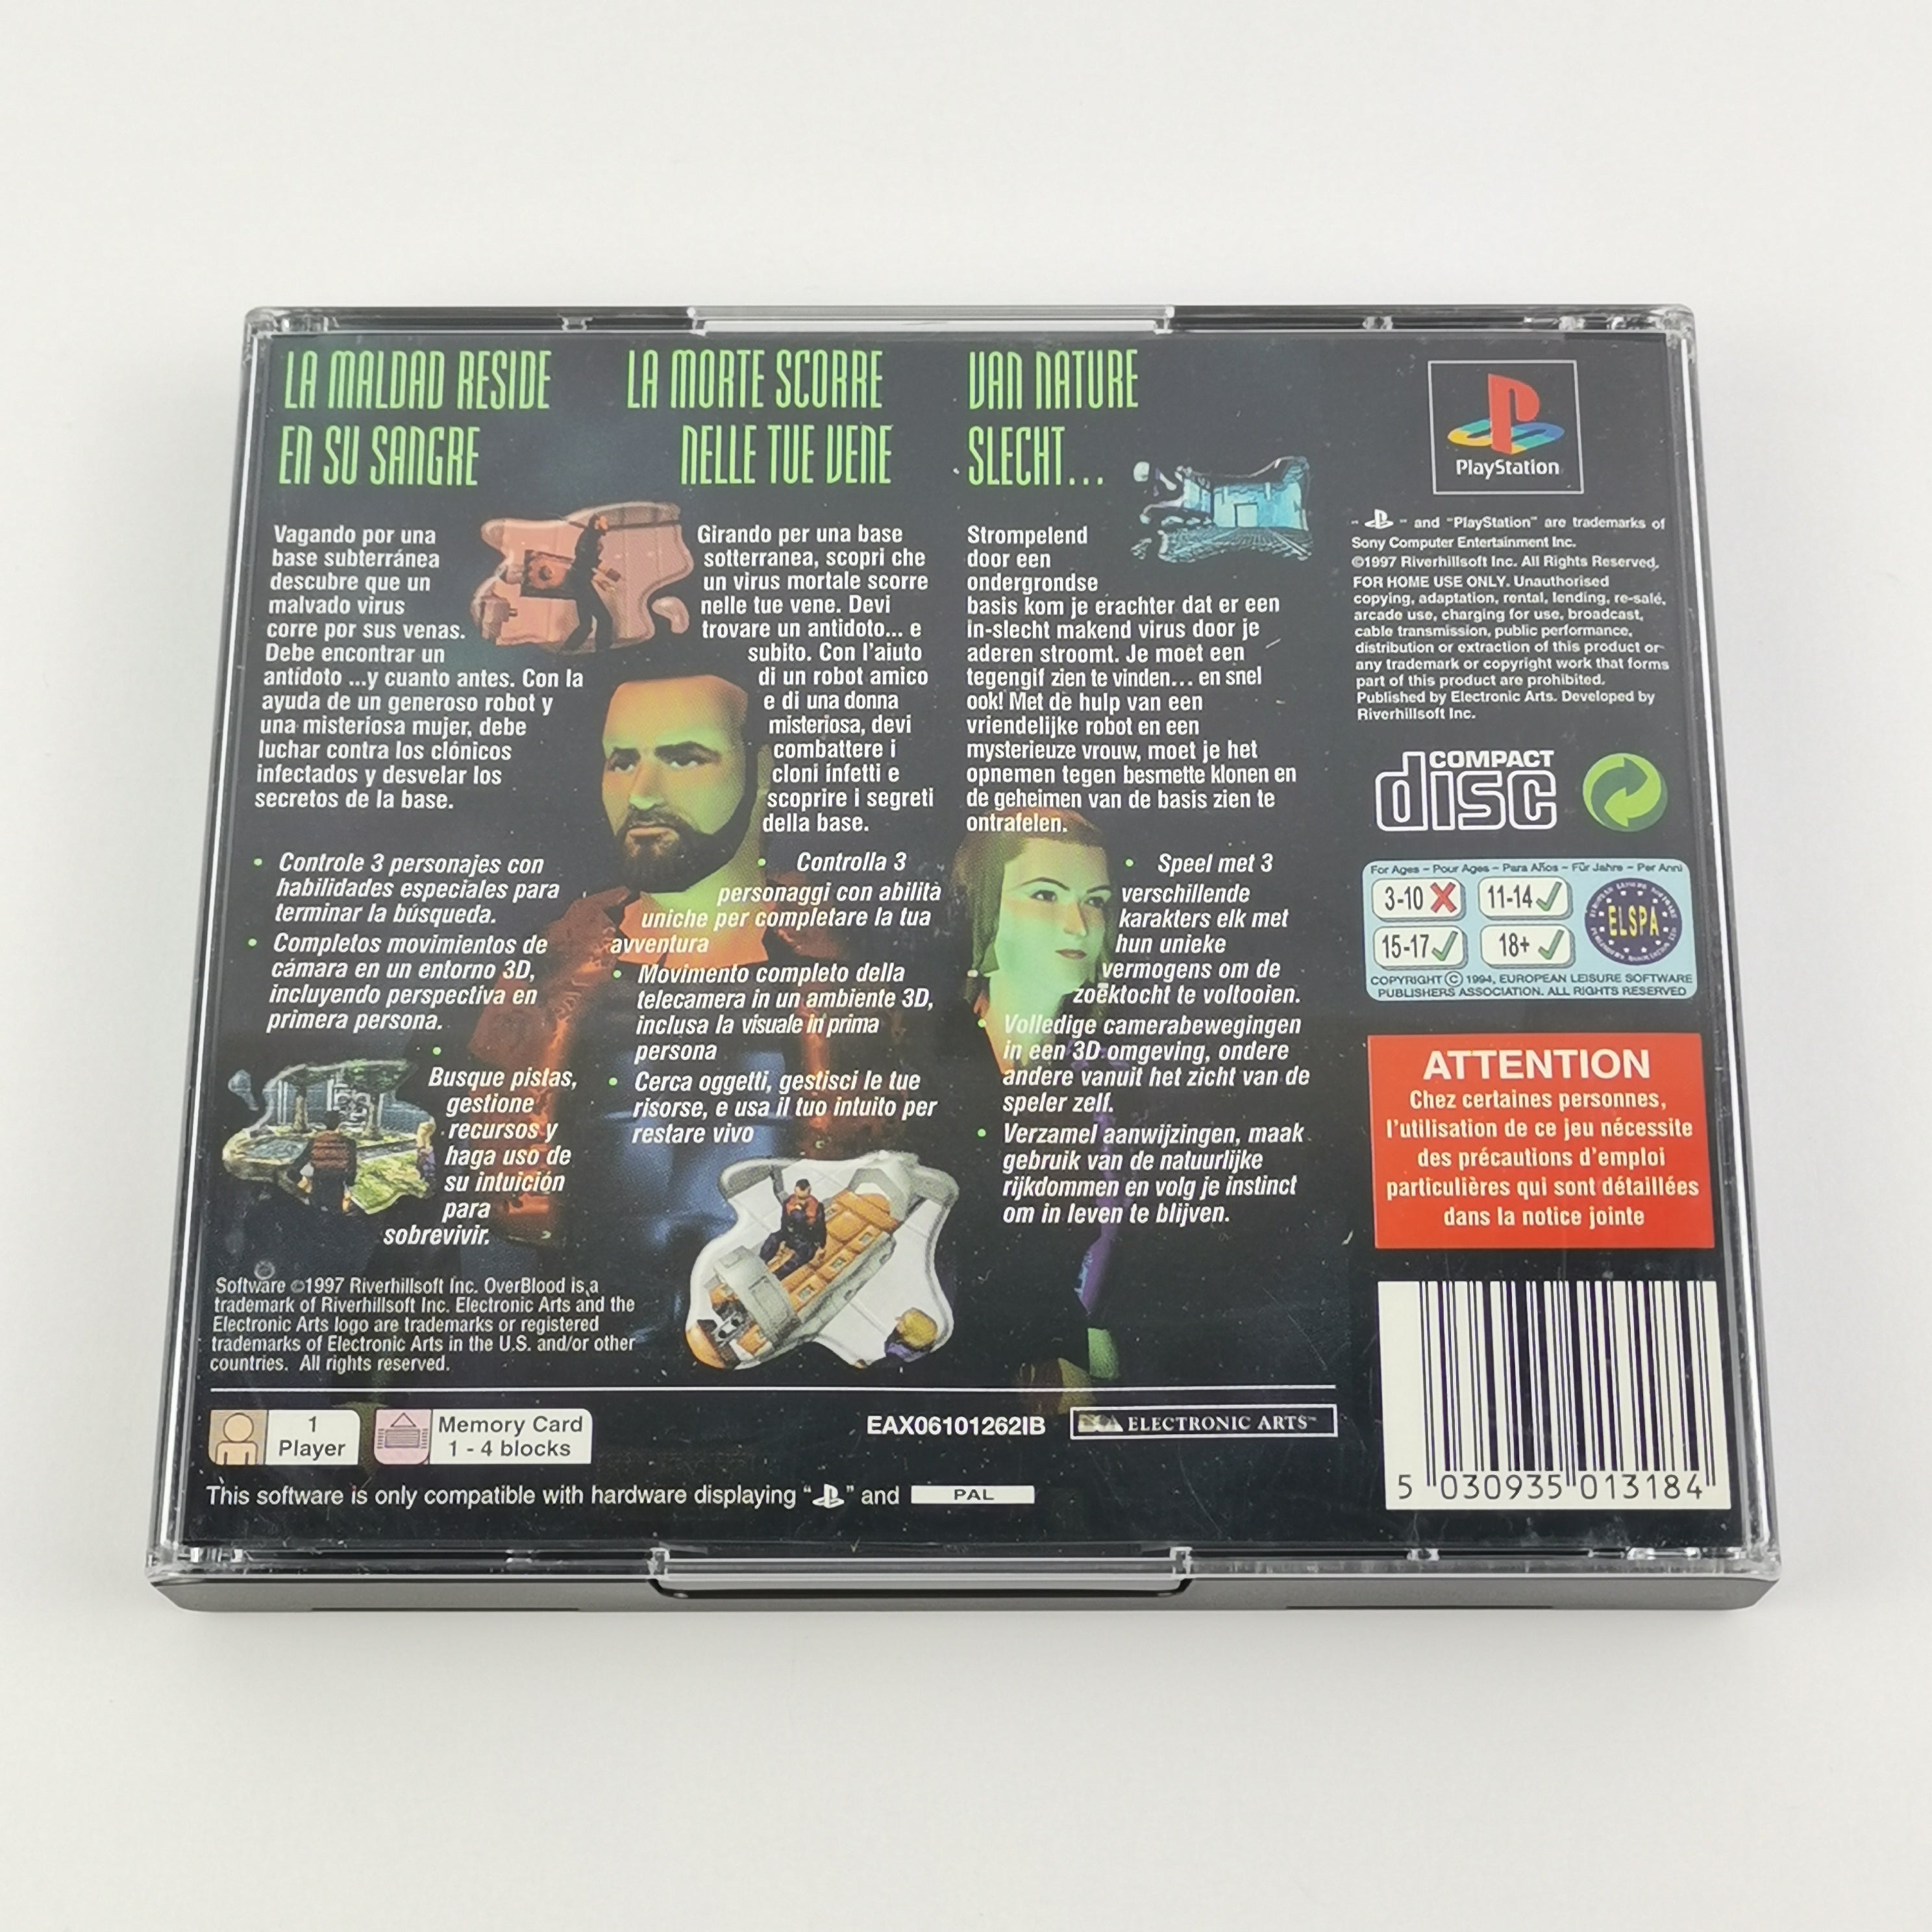 LA MALDAD RESIDE
EN SU SANGRE
Vagando por una
base subterránea
descubre que un
malvado virus
corre por sus venas.
Debe encontrar un
antídoto ...y cuanto antes. Con la
ayuda de un generoso robot y
una misteriosa mujer, debe
luchar contra los clónicos
infectados y desvelar los
secretos de la base.
• Controle 3 personajes con
habilidades especiales para
terminar la búsqueda.
• Completos movimientos de
cámara en un entorno 3D,
incluyendo perspectiva en
primera persona.
•
Busque pistas,
gestione
recursos y
haga uso de
su intuición
para
sobrevivir.
LA MORTE SCORRE
NELLE TUE VENE
Girando per una base
sotterranea, scopri che
un virus mortale scorre
nelle tue vene. Devi
trovare un antidoto... e
subito. Con l'aiuto
di un robot amico
e di una donna
misteriosa, devi
combattere i
cloni infetti e
scoprire i segreti
della base.
• Controlla 3
personaggi con abilità
uniche per completare la tua
avventura
• Movimento completo della
telecamera in un ambiente 3D,
inclusa la visuale in prima
persona
• Cerca oggetti, gestisci le tue
risorse, e usa il tuo intuito per
restare vivo
VAN NATURE
SLECHT...
Strompelend
door een
ondergrondse
basis kom je erachter dat er een
in-slecht makend virus door je
aderen stroomt. Je moet een
tegengif zien te vinden... en snel
ook! Met de hulp van een
vriendelijke robot en een
mysterieuze vrouw, moet je het
opnemen tegen besmette klonen en
de geheimen van de basis zien te
ontrafelen.
• Speel met 3
verschillende
karakters elk met
hun unieke
vermogens om de
zoektocht te voltooien.
• Volledige camerabewegingen
in een 3D omgeving, ondere
andere vanuit het zicht van de
speler zelf.
• Verzamel aanwijzingen, maak
gebruik van de natuurlijke
rijkdommen en volg je instinct
om in leven te blijven.
Software ©1997 Riverhillsoft Inc. OverBlood is a
trademark of Riverhillsoft Inc. Electronic Arts and the
Electronic Arts logo are trademarks or registered
trademarks of Electronic Arts in the U.S. and/or other
countries. All rights reserved.
1
Player
Memory Card
1 - 4 blocks
EAX06101262IB
ELECTRONIC ARTS™
This software is only compatible with hardware displaying " " and PAL
PlayStation
" " and "PlayStation" are trademarks of
Sony Computer Entertainment Inc.
©1997 Riverhillsoft Inc. All Rights Reserved.
FOR HOME USE ONLY. Unauthorised
copying, adaptation, rental, lending, re-sale,
arcade use, charging for use, broadcast,
cable transmission, public performance,
distribution or extraction of this product or
any trademark or copyright work that forms
part of this product are prohibited.
Published by Electronic Arts. Developed by
Riverhillsoft Inc.
COMPACT
disc
For Ages – Pour Ages – Para Años – Für Jahre – Per Anni
3-10 11-14
15-17 18+
ELSPA
COPYRIGHT © 1994, EUROPEAN LEISURE SOFTWARE
PUBLISHERS ASSOCIATION. ALL RIGHTS RESERVED
ATTENTION
Chez certaines personnes,
l'utilisation de ce jeu nécessite
des précautions d'emploi
particulières qui sont détaillées
dans la notice jointe
5 030935 013184